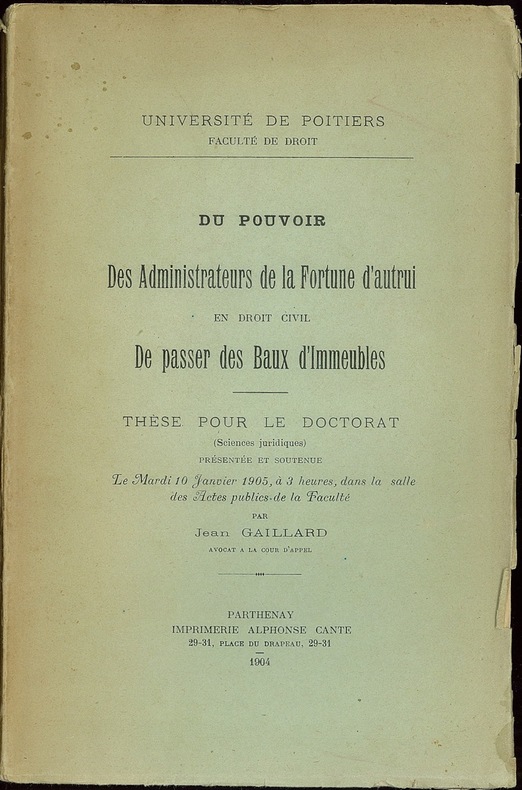 UNIVERSITÉ DE POITIERS
FACULTÉ DE DROIT
DU POUVOIR
Des Administrateurs de la Fortune d'autrui
EN DROIT CIVIL
De passer des Baux d'Immeubles
THÈSE POUR LE DOCTORAT
(Sciences juridiques)
PRÉSENTÉE ET SOUTENUE
Le Mardi 10 Janvier 1905, à 3 heures, dans la salle
des Actes publics de la Faculté
PAR
Jean GAILLARD
AVOCAT A LA COUR D'APPEL
PARTHENAY
IMPRIMERIE ALPHONSE CANTE
29-31, PLACE DU DRAPEAU, 29-31
1904